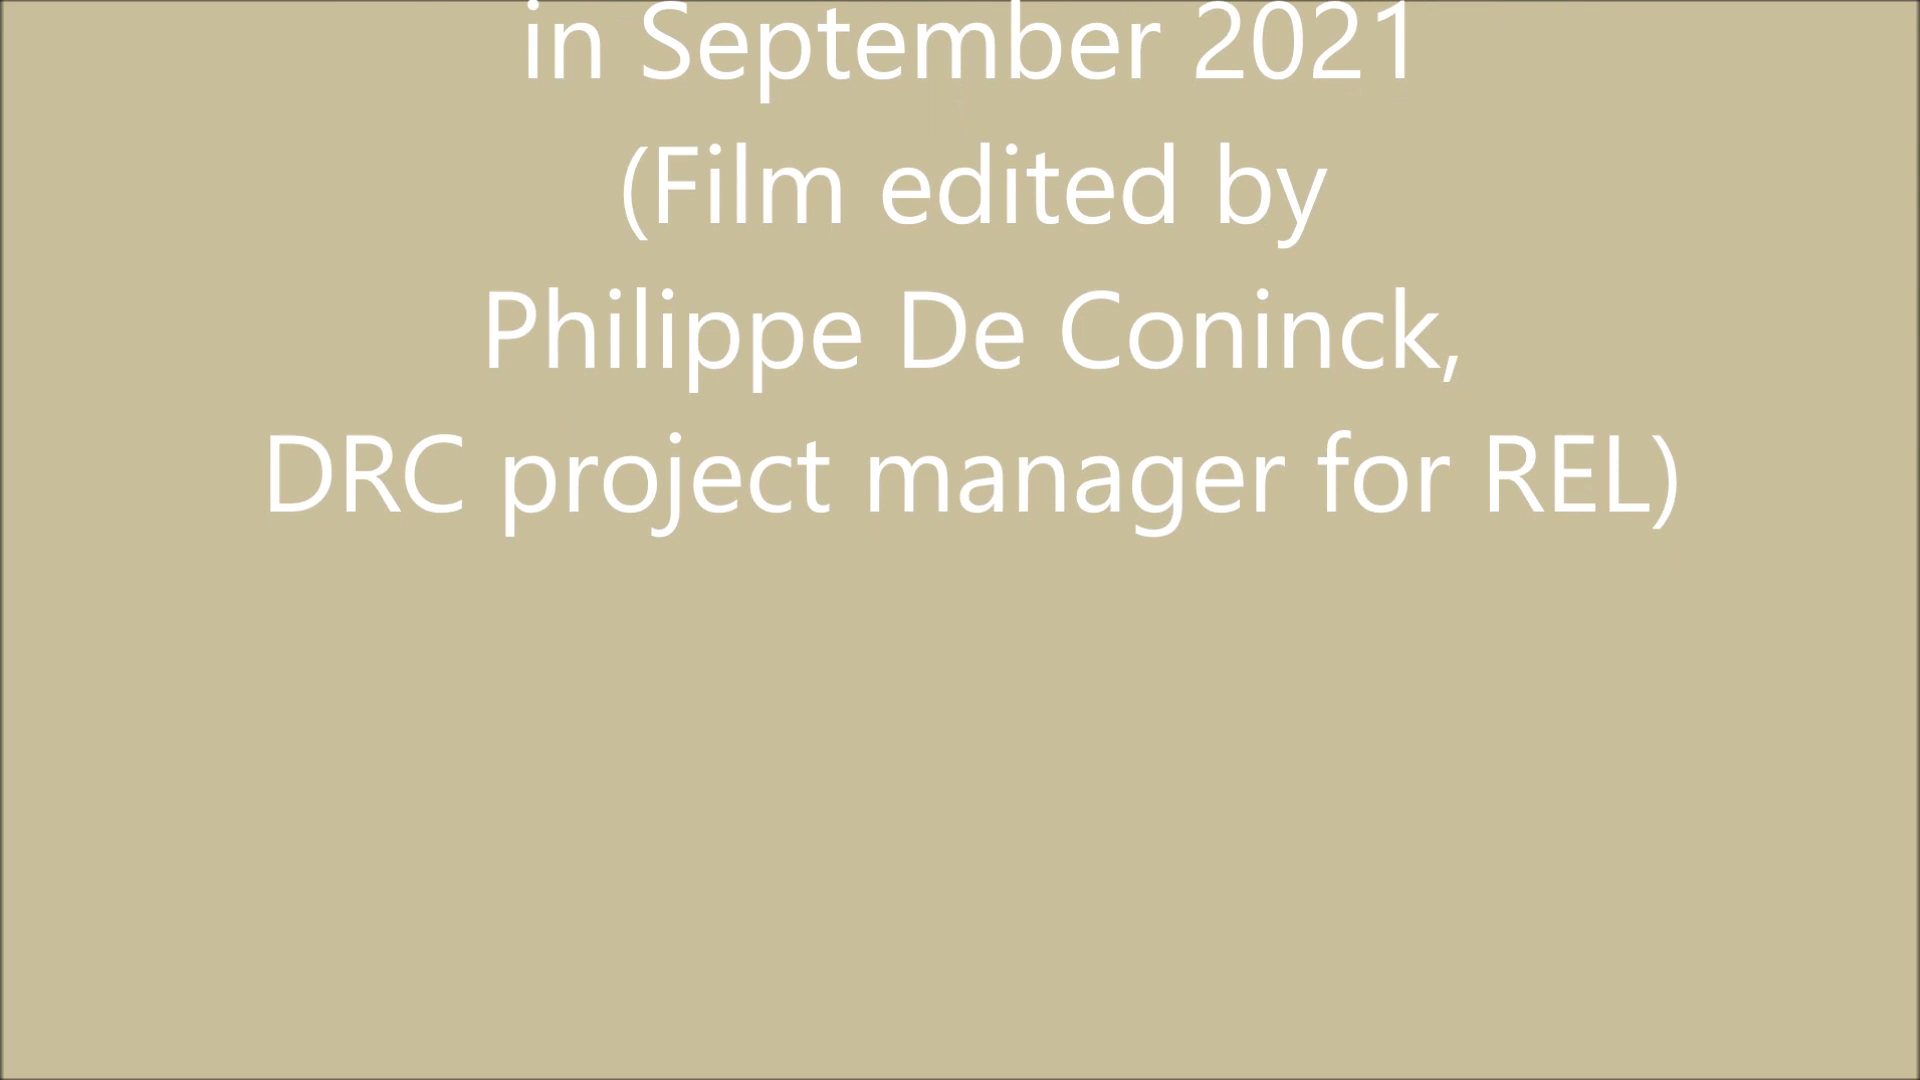 in September 2021
(Film edited by
Philippe De Coninck,
DRC project manager for REL)